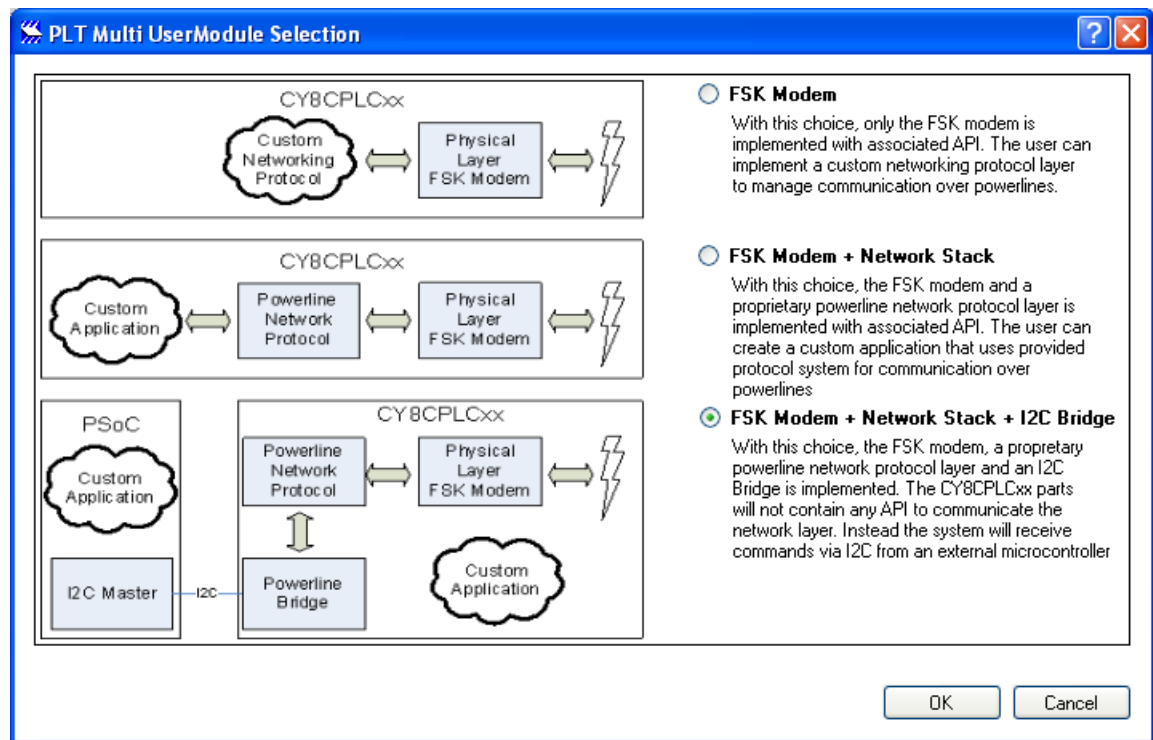 PLT Multi UserModule Selection
CY8CPLCxx
Custom
Networking
Protocol
Physical
Layer
FSK Modem
FSK Modem
With this choice, only the FSK modem is
implemented with associated API. The user can
implement a custom networking protocol layer
to manage communication over powerlines.
CY8CPLCxx
Custom
Application
Powerline
Network
Protocol
Physical
Layer
FSK Modem
FSK Modem + Network Stack
With this choice, the FSK modem and a
proprietary powerline network protocol layer is
implemented with associated API. The user can
create a custom application that uses provided
protocol system for communication over
powerlines
PSoC
Custom
Application
I2C Master
I2C
CY8CPLCxx
Powerline
Network
Protocol
Physical
Layer
FSK Modem
Powerline
Bridge
Custom
Application
FSK Modem + Network Stack + I2C Bridge
With this choice, the FSK modem, a propretary
powerline network protocol layer and an I2C
Bridge is implemented. The CY8CPLCxx parts
will not contain any API to communicate the
network layer. Instead the system will receive
commands via I2C from an external microcontroller
OK
Cancel